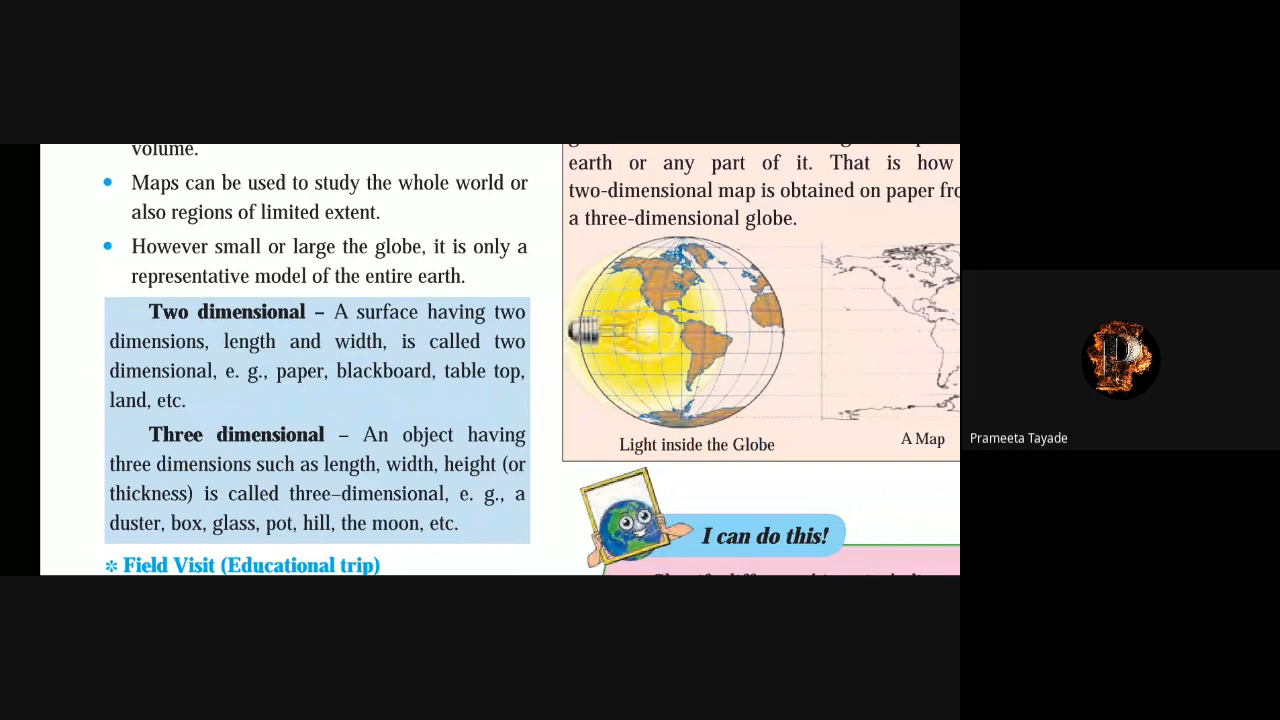 volume.
• Maps can be used to study the whole world or
also regions of limited extent.
• However small or large the globe, it is only a
representative model of the entire earth.
Two dimensional – A surface having two
dimensions, length and width, is called two
dimensional, e. g., paper, blackboard, table top,
land, etc.
Three dimensional – An object having
three dimensions such as length, width, height (or
thickness) is called three–dimensional, e. g., a
duster, box, glass, pot, hill, the moon, etc.
✻ Field Visit (Educational trip)
earth or any part of it. That is how
two-dimensional map is obtained on paper fro
a three-dimensional globe.
Light inside the Globe
A Map
I can do this!
P
Prameeta Tayade